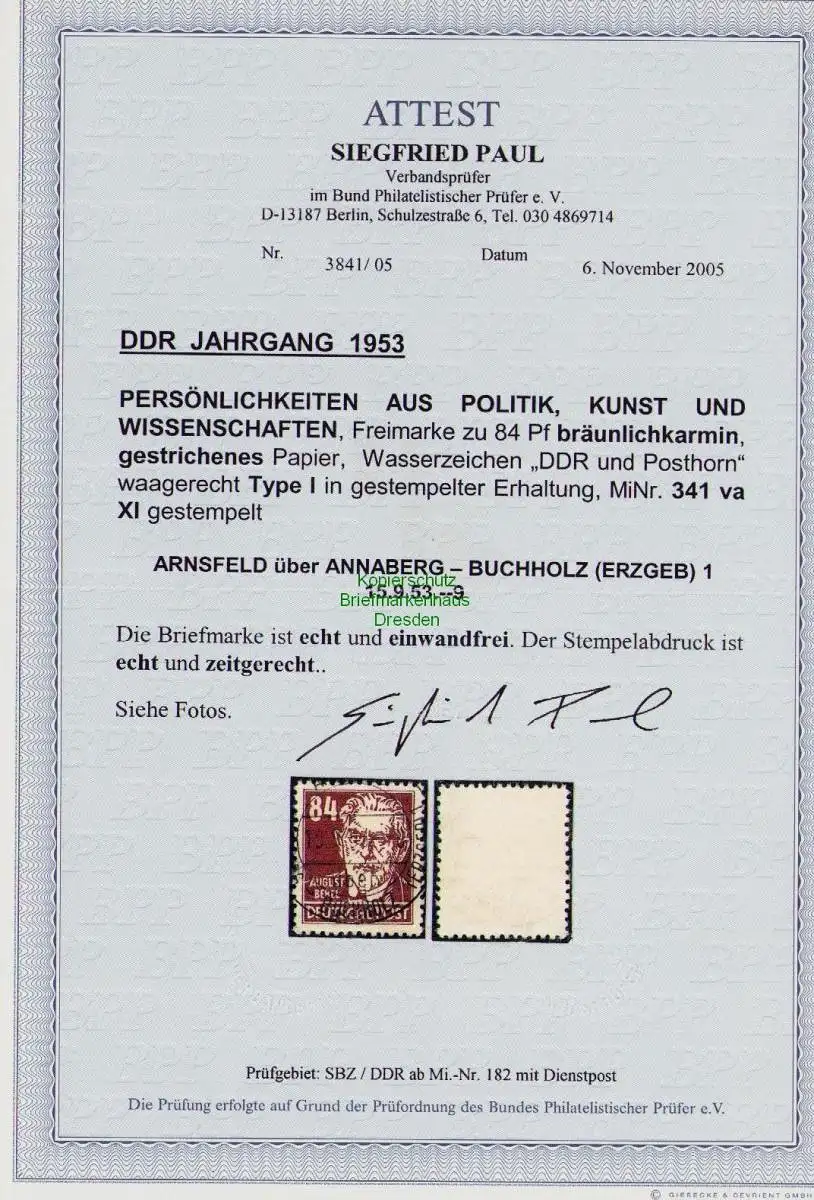 ATTEST
SIEGFRIED PAUL
Verbandsprüfer
im Bund Philatelistischer Prüfer e. V.
D-13187 Berlin, Schulzestraße 6, Tel. 030 4869714
Nr. 3841/ 05 Datum 6. November 2005
DDR JAHRGANG 1953
PERSÖNLICHKEITEN AUS POLITIK, KUNST UND
WISSENSCHAFTEN, Freimarke zu 84 Pf bräunlichkarmin,
gestrichenes Papier, Wasserzeichen „DDR und Posthorn“
waagerecht Type I in gestempelter Erhaltung, MiNr. 341 va
XI gestempelt
ARNSFELD über ANNABERG – BUCHHOLZ (ERZGEB) 1
15.9.53 --9
Kopierschutz
Briefmarkenhaus
Dresden
Die Briefmarke ist echt und einwandfrei. Der Stempelabdruck ist
echt und zeitgerecht..
Siehe Fotos.
84
AUGUST
BEBEL
DEUTSCHE POST
Prüfgebiet: SBZ / DDR ab Mi.-Nr. 182 mit Dienstpost
Die Prüfung erfolgte auf Grund der Prüfordnung des Bundes Philatelistischer Prüfer e.V.
© GIESECKE & DEVRIENT GMBH